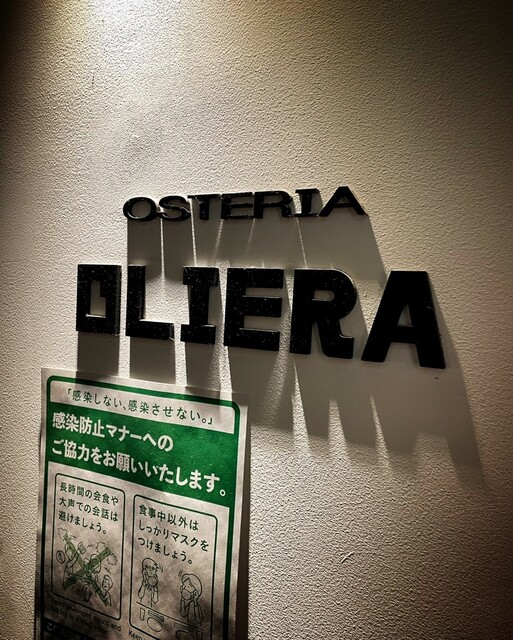 OSTERIA
OLIERA
「感染しない、感染させない。」
感染防止マナーへの
ご協力をお願いいたします。
長時間の会食や
大声での会話は
避けましょう。
食事中以外は
しっかりマスクを
つけましょう。